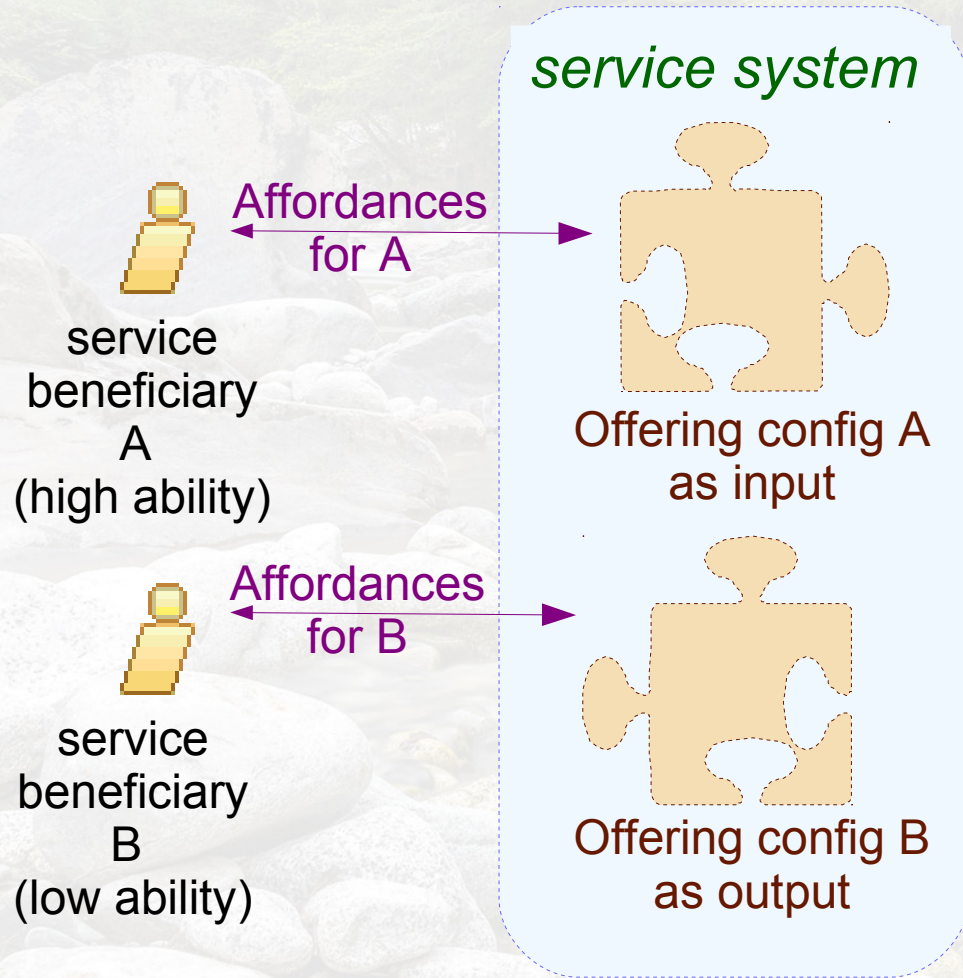 service system
Affordances
for A
service
beneficiary
A
(high ability)
Offering config A
as input
Affordances
for B
service
beneficiary
B
(low ability)
Offering config B
as output